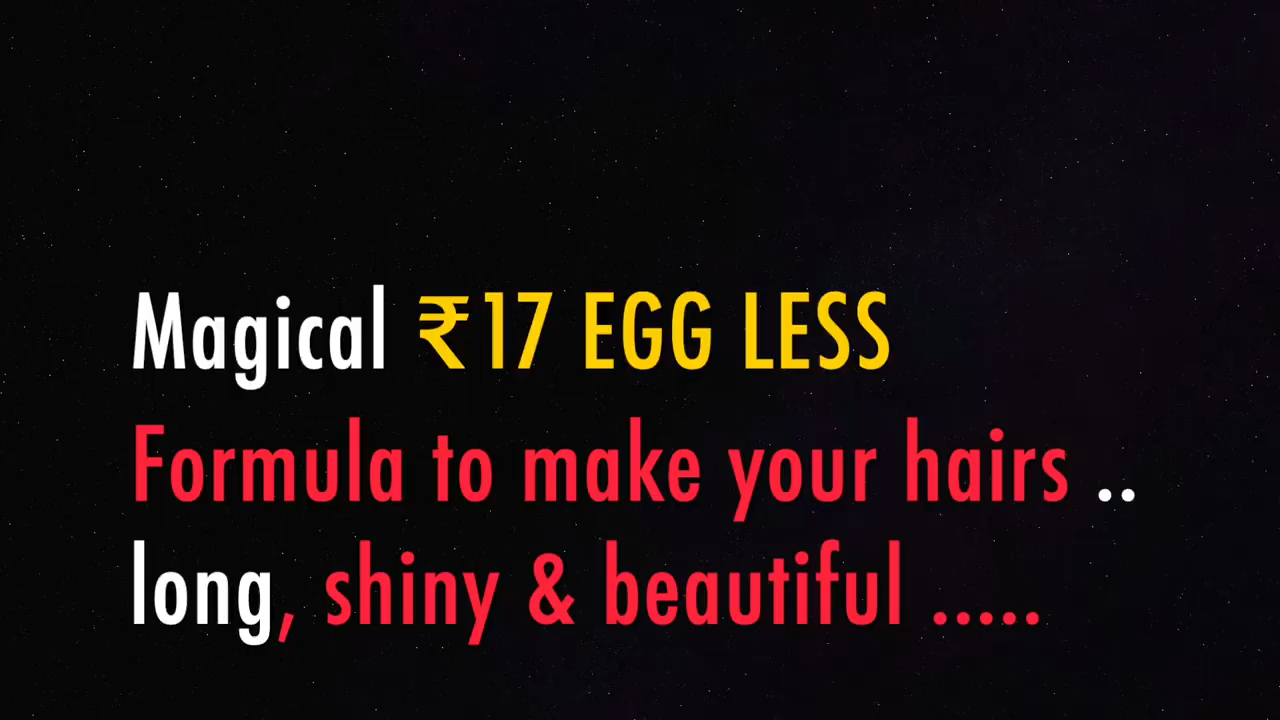 Magical ₹17 EGG LESS
Formula to make your hairs ..
long, shiny & beautiful .....